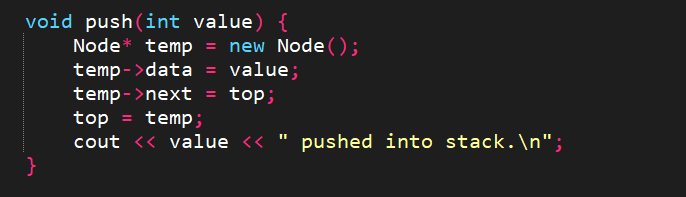 void push(int value) {
    Node* temp = new Node();
    temp->data = value;
    temp->next = top;
    top = temp;
    cout << value << " pushed into stack.\n";
}